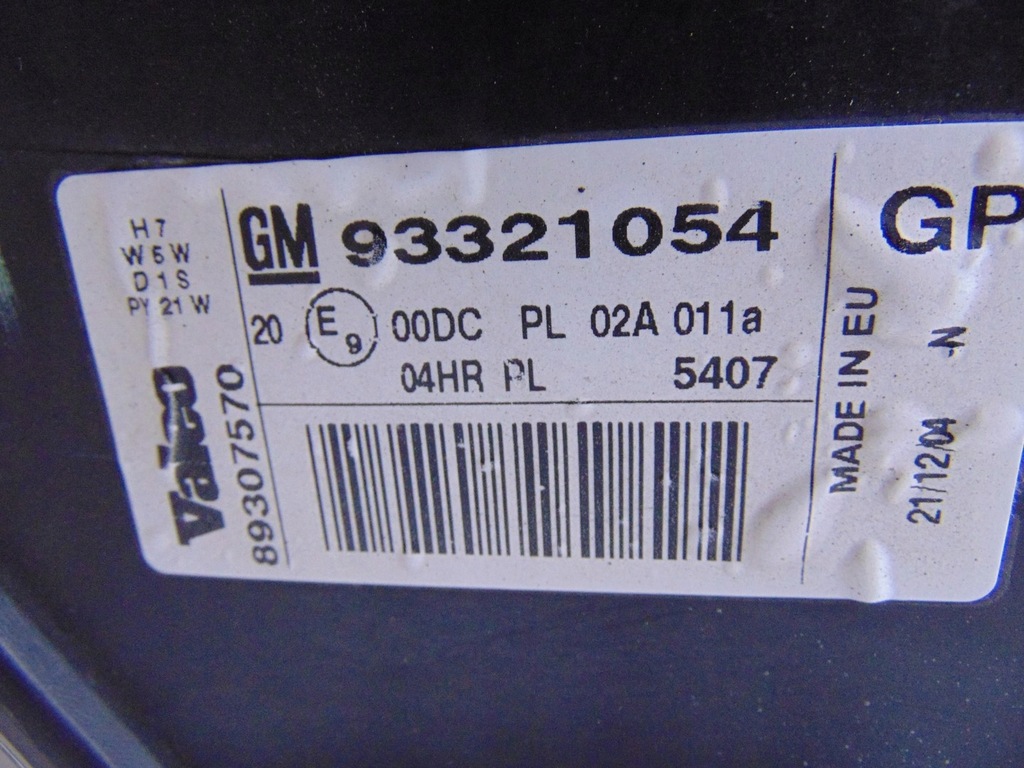 H7
W5W
D1S
PY 21 W
Valeo
89307570
GM 93321054
20 E9 00DC PL 02A 011a
04HR PL 5407
MADE IN EU
GP
N
21/12/04